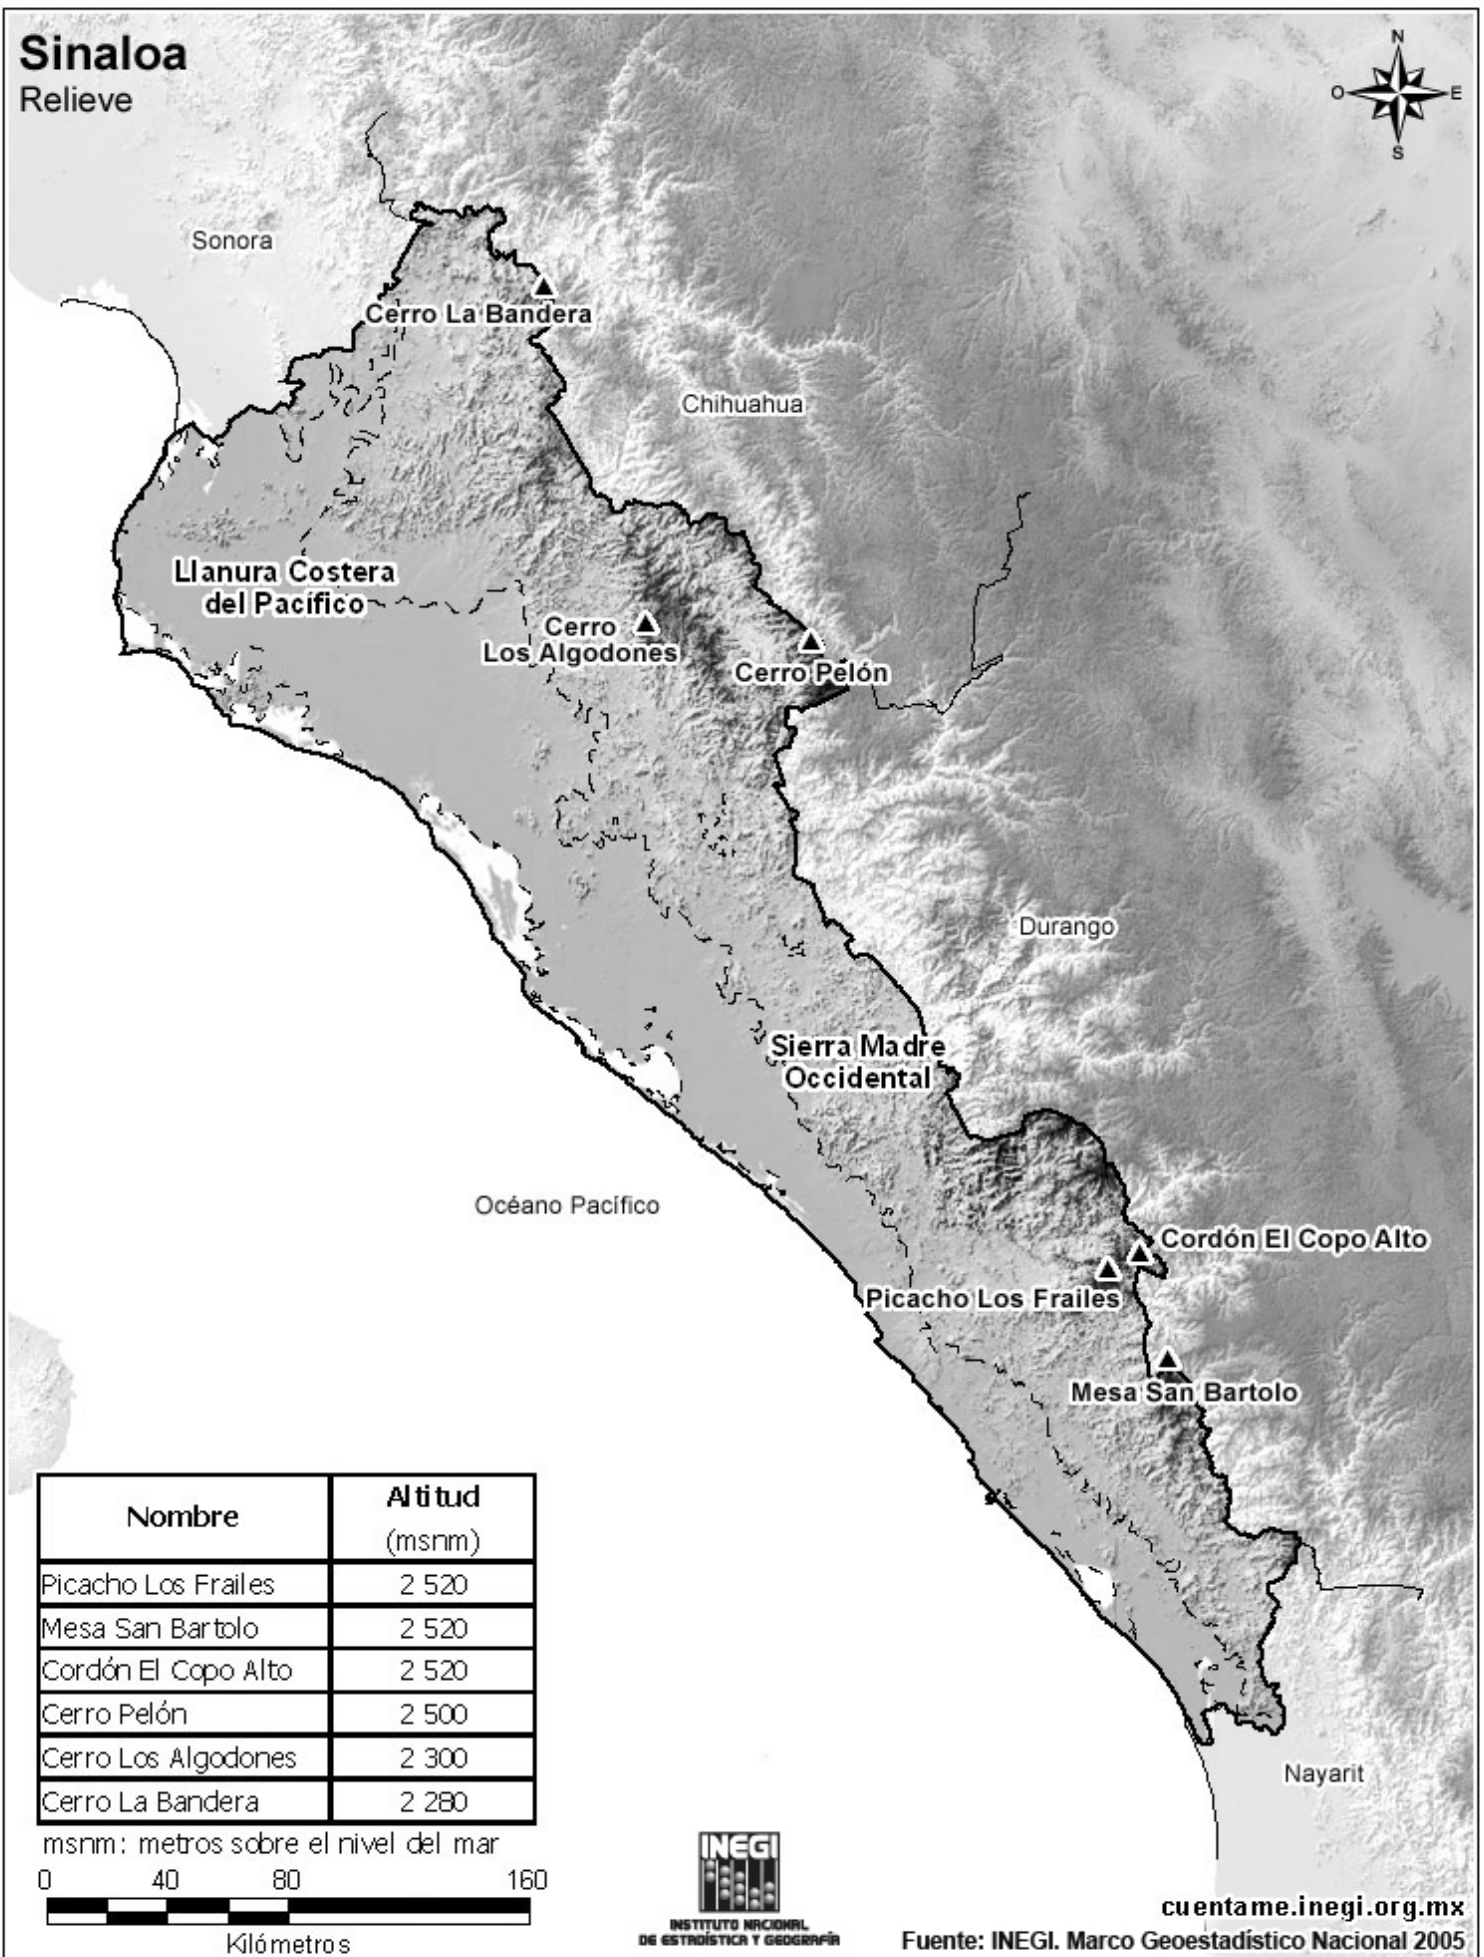 Sinaloa
Relieve
N
O E
S
Sonora
Cerro La Bandera
Chihuahua
Llanura Costera
del Pacífico
Cerro
Los Algodones
Cerro Pelón
Durango
Sierra Madre
Occidental
Océano Pacífico
Cordón El Copo Alto
Picacho Los Frailes
Mesa San Bartolo
Nombre Altitud
(msnm)
Picacho Los Frailes 2 520
Mesa San Bartolo 2 520
Cordón El Copo Alto 2 520
Cerro Pelón 2 500
Cerro Los Algodones 2 300
Cerro La Bandera 2 280
msnm: metros sobre el nivel del mar
0 40 80 160
Kilómetros
Nayarit
INEGI
INSTITUTO NACIONAL
DE ESTADÍSTICA Y GEOGRAFÍA
cuentame.inegi.org.mx
Fuente: INEGI. Marco Geoestadístico Nacional 2005